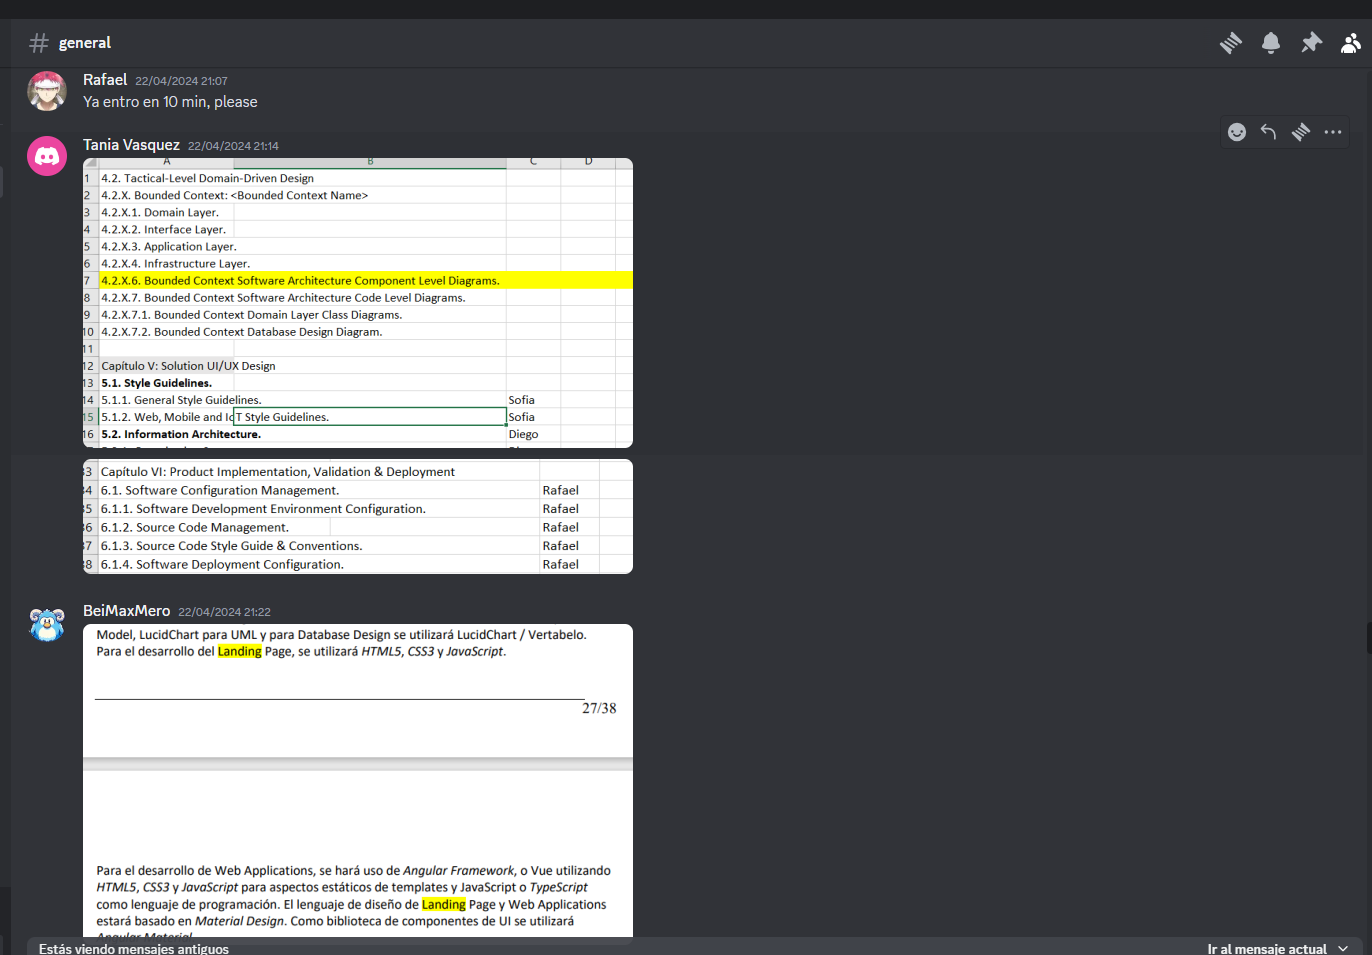 general
Rafael 22/04/2024 21:07
Ya entro en 10 min, please
Tania Vasquez 22/04/2024 21:14
A B C D
1 4.2. Tactical-Level Domain-Driven Design
2 4.2.X. Bounded Context: <Bounded Context Name>
3 4.2.X.1. Domain Layer.
4 4.2.X.2. Interface Layer.
5 4.2.X.3. Application Layer.
6 4.2.X.4. Infrastructure Layer.
7 4.2.X.6. Bounded Context Software Architecture Component Level Diagrams.
8 4.2.X.7. Bounded Context Software Architecture Code Level Diagrams.
9 4.2.X.7.1. Bounded Context Domain Layer Class Diagrams.
10 4.2.X.7.2. Bounded Context Database Design Diagram.
11
12 Capítulo V: Solution UI/UX Design
13 5.1. Style Guidelines.
14 5.1.1. General Style Guidelines. Sofia
15 5.1.2. Web, Mobile and IoT Style Guidelines. Sofia
16 5.2. Information Architecture. Diego
33 Capítulo VI: Product Implementation, Validation & Deployment
34 6.1. Software Configuration Management. Rafael
35 6.1.1. Software Development Environment Configuration. Rafael
36 6.1.2. Source Code Management. Rafael
37 6.1.3. Source Code Style Guide & Conventions. Rafael
38 6.1.4. Software Deployment Configuration. Rafael
BeiMaxMero 22/04/2024 21:22
Model, LucidChart para UML y para Database Design se utilizará LucidChart / Vertabelo.
Para el desarrollo del Landing Page, se utilizará HTML5, CSS3 y JavaScript.
27/38
Para el desarrollo de Web Applications, se hará uso de Angular Framework, o Vue utilizando
HTML5, CSS3 y JavaScript para aspectos estáticos de templates y JavaScript o TypeScript
como lenguaje de programación. El lenguaje de diseño de Landing Page y Web Applications
estará basado en Material Design. Como biblioteca de componentes de UI se utilizará
Angular Material
Estás viendo mensajes antiguos
Ir al mensaje actual